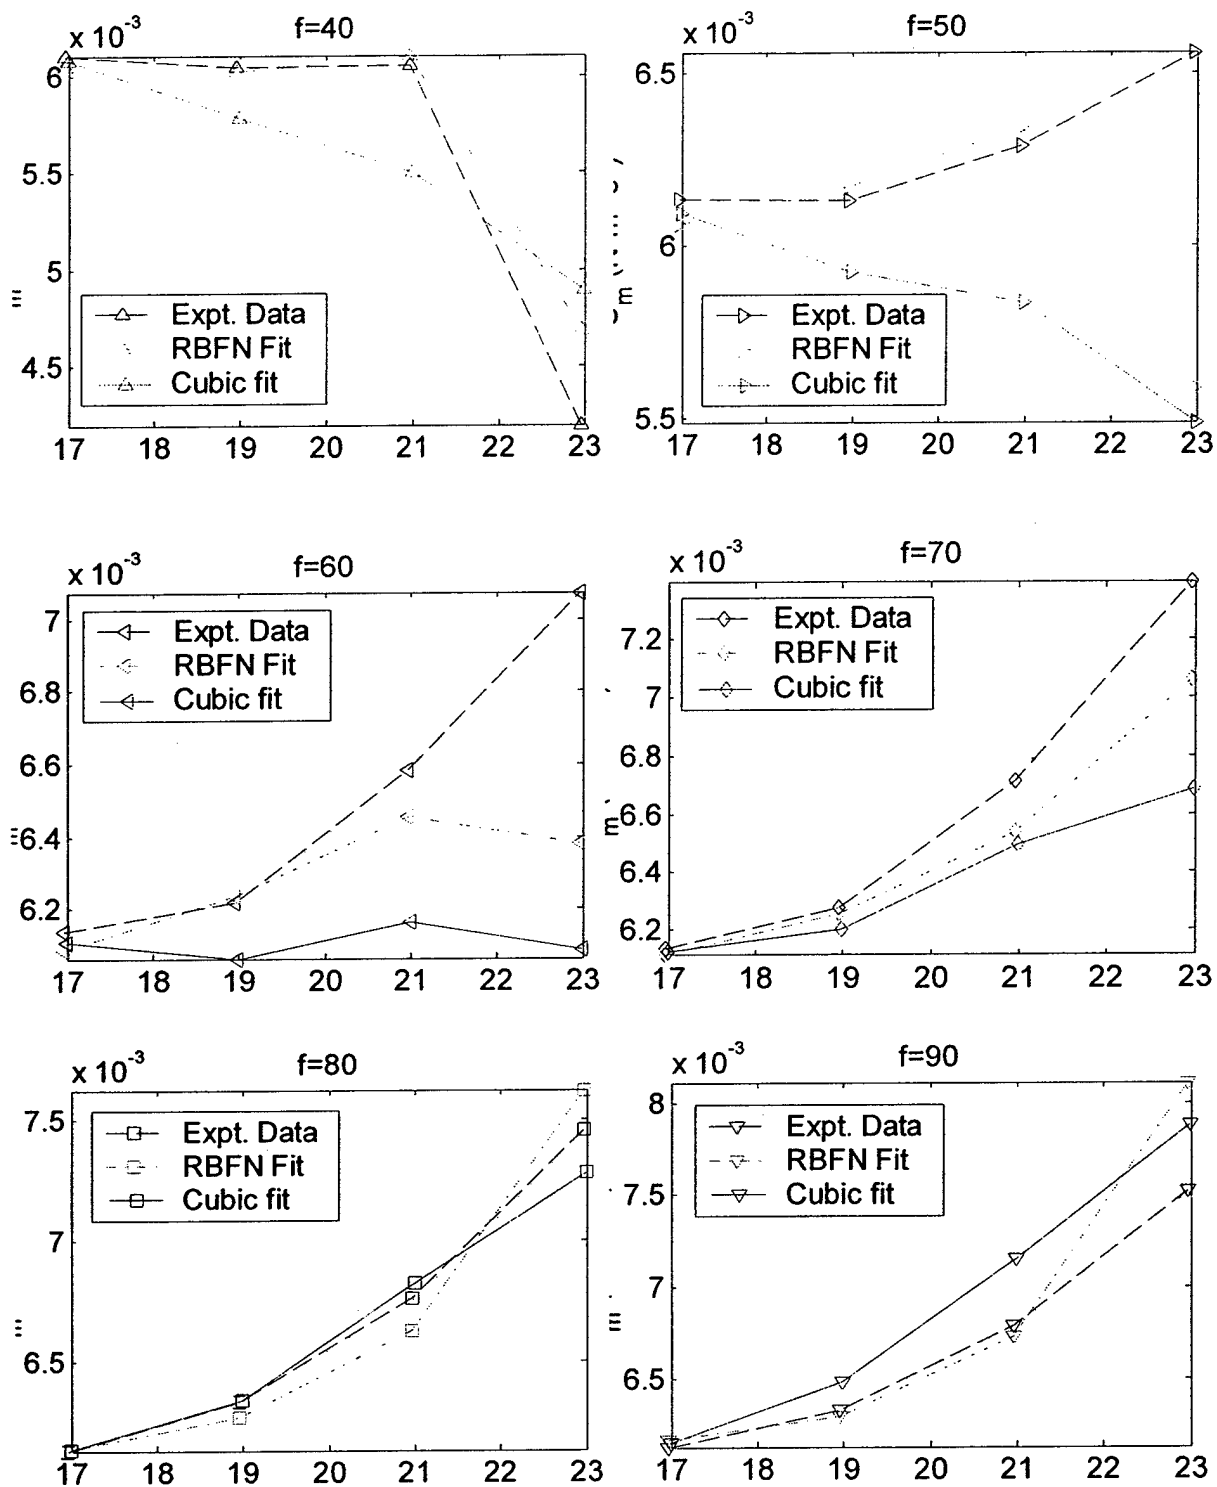 x 10-3 f=40
6
5.5
5
4.5
Expt. Data
RBFN Fit
Cubic fit
17 18 19 20 21 22 23
x 10-3 f=50
6.5
6
5.5
m
Expt. Data
RBFN Fit
Cubic fit
17 18 19 20 21 22 23
x 10-3 f=60
7
6.8
6.6
6.4
6.2
Expt. Data
RBFN Fit
Cubic fit
17 18 19 20 21 22 23
x 10-3 f=70
7.2
7
6.8
6.6
6.4
6.2
m
Expt. Data
RBFN Fit
Cubic fit
17 18 19 20 21 22 23
x 10-3 f=80
7.5
7
6.5
Expt. Data
RBFN Fit
Cubic fit
17 18 19 20 21 22 23
x 10-3 f=90
8
7.5
7
6.5
Expt. Data
RBFN Fit
Cubic fit
17 18 19 20 21 22 23